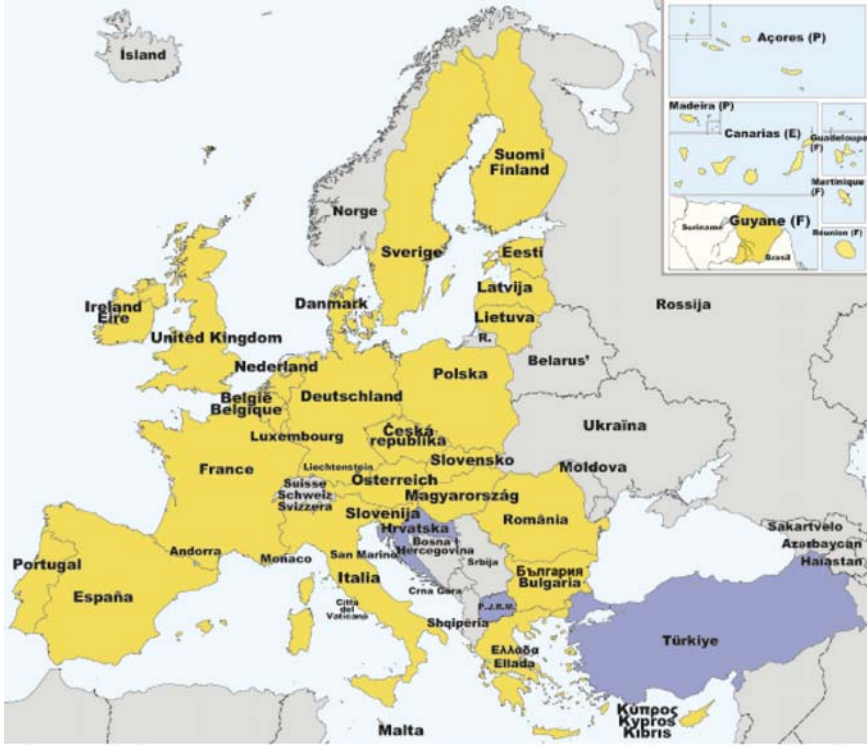 Ísland
Açores (P)
Madeira (P)
Canarias (E)
Guadeloupe
(F)
Martinique
(F)
Guyane (F)
Suriname
Brasil
Réunion (F)
Suomi
Finland
Norge
Sverige
Eesti
Latvija
Lietuva
R.
Rossija
Danmark
Ireland
Éire
United Kingdom
Nederland
België
Belgique
Deutschland
Polska
Belarus'
Luxembourg
Česká
republika
Ukraïna
France
Liechtenstein
Slovensko
Moldova
Suisse
Schweiz
Svizzera
Österreich
Magyarország
Slovenija
România
Hrvatska
Bosna i
Hercegovina
Srbija
Sakartvelo
Azərbaycan
Haïastan
Portugal
España
Andorra
Monaco
San Marino
Italia
Città
del
Vaticano
Crna Gora
България
Bulgaria
Shqipëria
Türkiye
Ελλάδα
Ellada
Malta
Κύπρος
Kypros
Kibris